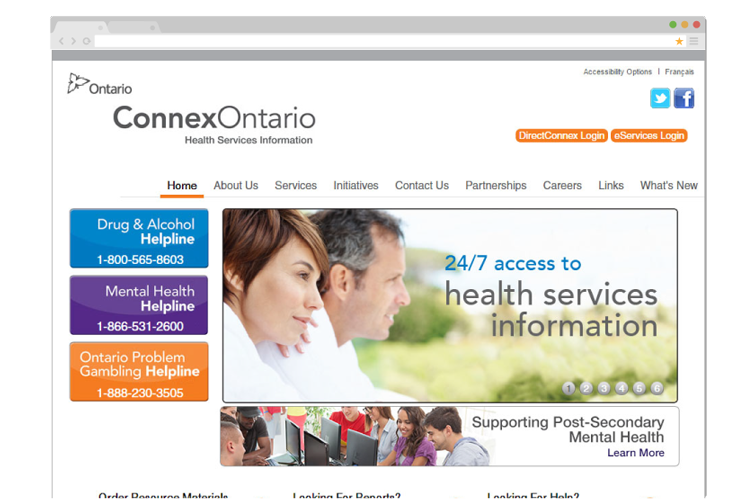 Accessibility Options | Français
Ontario
ConnexOntario
Health Services Information
DirectConnex Login
eServices Login
Home About Us Services Initiatives Contact Us Partnerships Careers Links What's New
Drug & Alcohol
Helpline
1-800-565-8603
Mental Health
Helpline
1-866-531-2600
Ontario Problem
Gambling Helpline
1-888-230-3505
24/7 access to
health services
information
1 2 3 4 5 6
Supporting Post-Secondary
Mental Health
Learn More
Order Resource Materials Looking For Reports? Looking For Help?